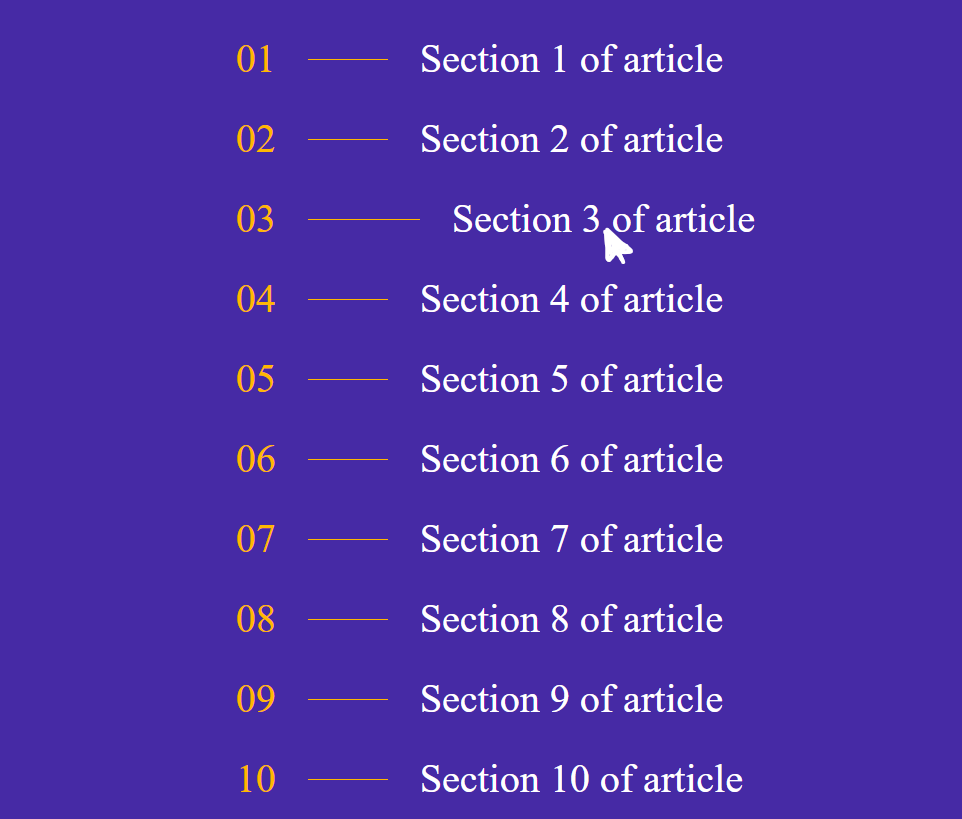 01 Section 1 of article
02 Section 2 of article
03 Section 3 of article
04 Section 4 of article
05 Section 5 of article
06 Section 6 of article
07 Section 7 of article
08 Section 8 of article
09 Section 9 of article
10 Section 10 of article